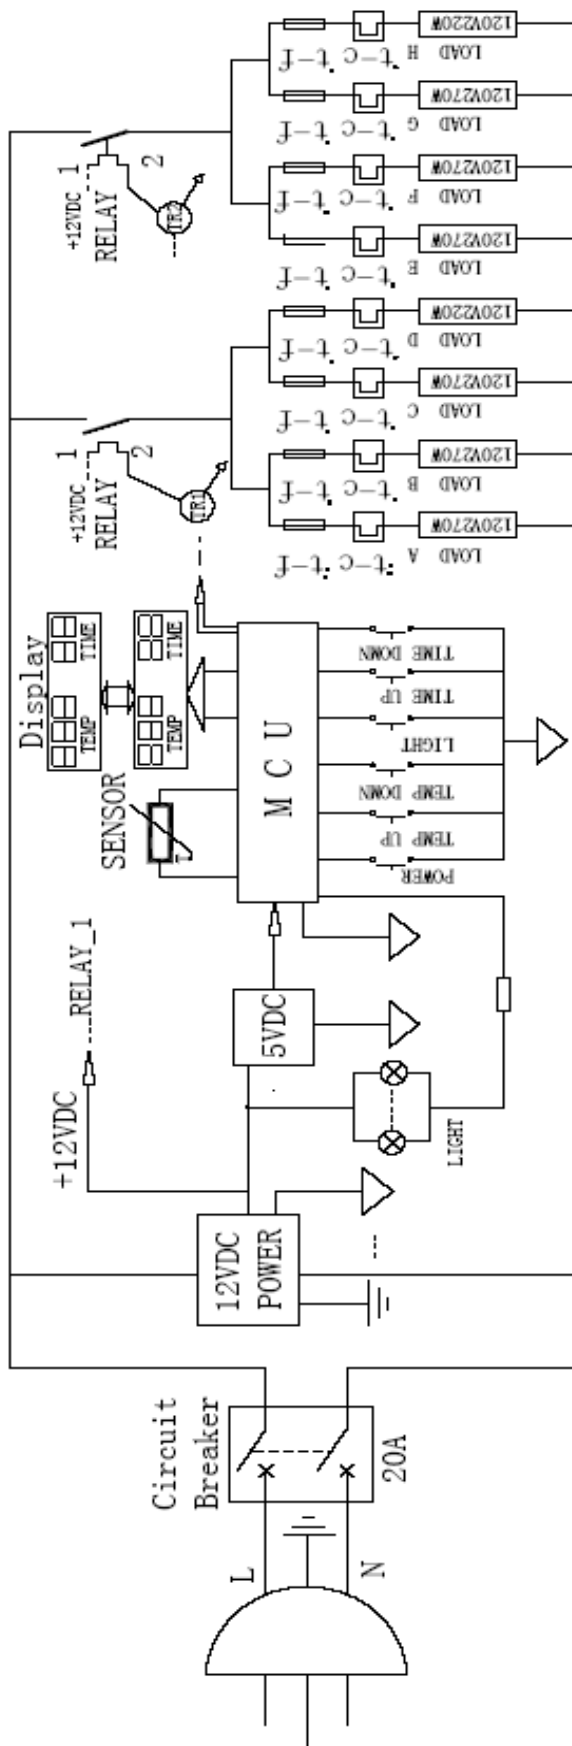 L
N
Circuit
Breaker
20A
12VDC
POWER
+12VDC
RELAY_1
5VDC
LIGHT
SENSOR
T
Display
TEMP TIME
TEMP TIME
MCU
POWER
TEMP UP
TEMP DOWN
LIGHT
TIME UP
TIME DOWN
+12VDC
RELAY
1
2
TR1
+12VDC
RELAY
1
2
TR2
t-f t-c
LOAD A
120V270W
t-f t-c
LOAD B
120V270W
t-f t-c
LOAD C
120V270W
t-f t-c
LOAD D
120V220W
t-f t-c
LOAD E
120V270W
t-f t-c
LOAD F
120V270W
t-f t-c
LOAD G
120V270W
t-f t-c
LOAD H
120V220W